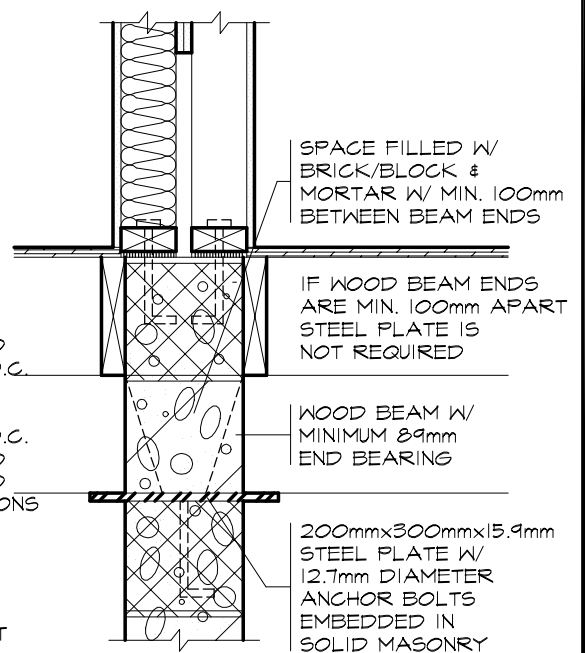 SPACE FILLED W/
BRICK/BLOCK &
MORTAR W/ MIN. 100mm
BETWEEN BEAM ENDS
IF WOOD BEAM ENDS
ARE MIN. 100mm APART
STEEL PLATE IS
NOT REQUIRED
WOOD BEAM W/
MINIMUM 89mm
END BEARING
200mmx300mmx15.9mm
STEEL PLATE W/
12.7mm DIAMETER
ANCHOR BOLTS
EMBEDDED IN
SOLID MASONRY